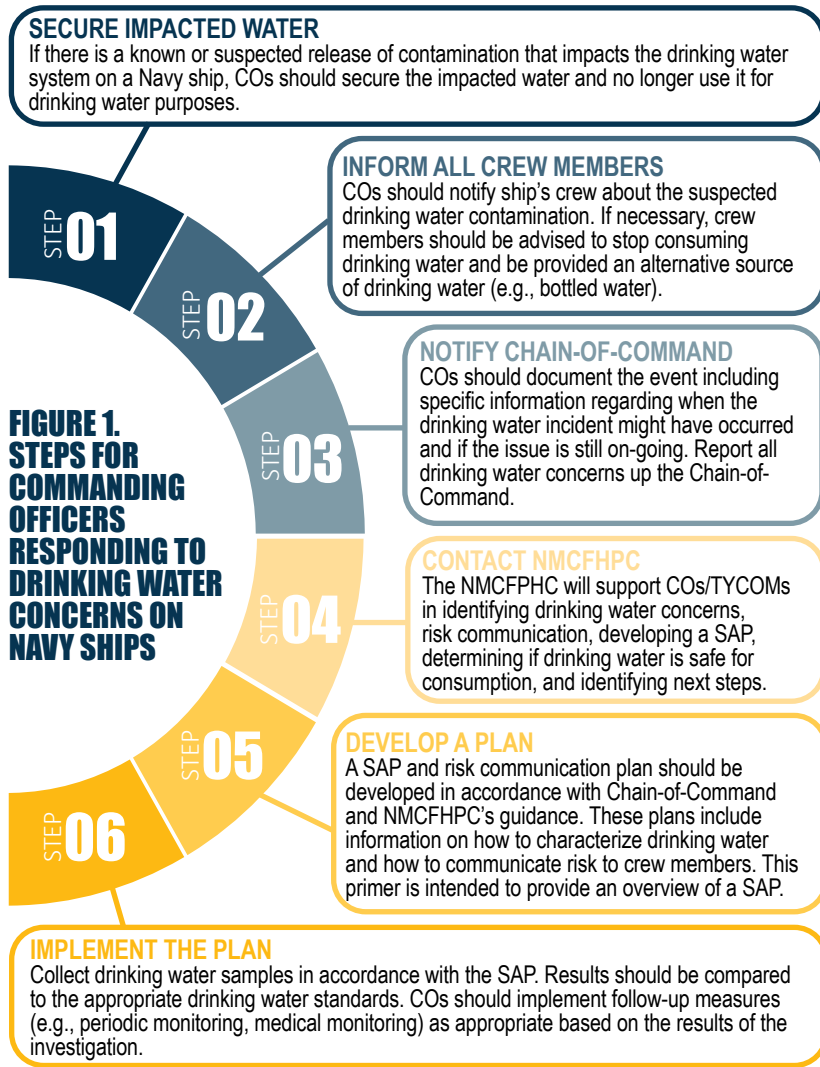 SECURE IMPACTED WATER
If there is a known or suspected release of contamination that impacts the drinking water
system on a Navy ship, COs should secure the impacted water and no longer use it for
drinking water purposes.
STEP 01
INFORM ALL CREW MEMBERS
COs should notify ship's crew about the suspected
drinking water contamination. If necessary, crew
members should be advised to stop consuming
drinking water and be provided an alternative source
of drinking water (e.g., bottled water).
STEP 02
NOTIFY CHAIN-OF-COMMAND
COs should document the event including
specific information regarding when the
drinking water incident might have occurred
and if the issue is still on-going. Report all
drinking water concerns up the Chain-of-
Command.
STEP 03
FIGURE 1.
STEPS FOR
COMMANDING
OFFICERS
RESPONDING TO
DRINKING WATER
CONCERNS ON
NAVY SHIPS
CONTACT NMCFHPC
The NMCFPHC will support COs/TYCOMs
in identifying drinking water concerns,
risk communication, developing a SAP,
determining if drinking water is safe for
consumption, and identifying next steps.
STEP 04
DEVELOP A PLAN
A SAP and risk communication plan should be
developed in accordance with Chain-of-Command
and NMCFHPC's guidance. These plans include
information on how to characterize drinking water
and how to communicate risk to crew members. This
primer is intended to provide an overview of a SAP.
STEP 05
STEP 06
IMPLEMENT THE PLAN
Collect drinking water samples in accordance with the SAP. Results should be compared
to the appropriate drinking water standards. COs should implement follow-up measures
(e.g., periodic monitoring, medical monitoring) as appropriate based on the results of the
investigation.